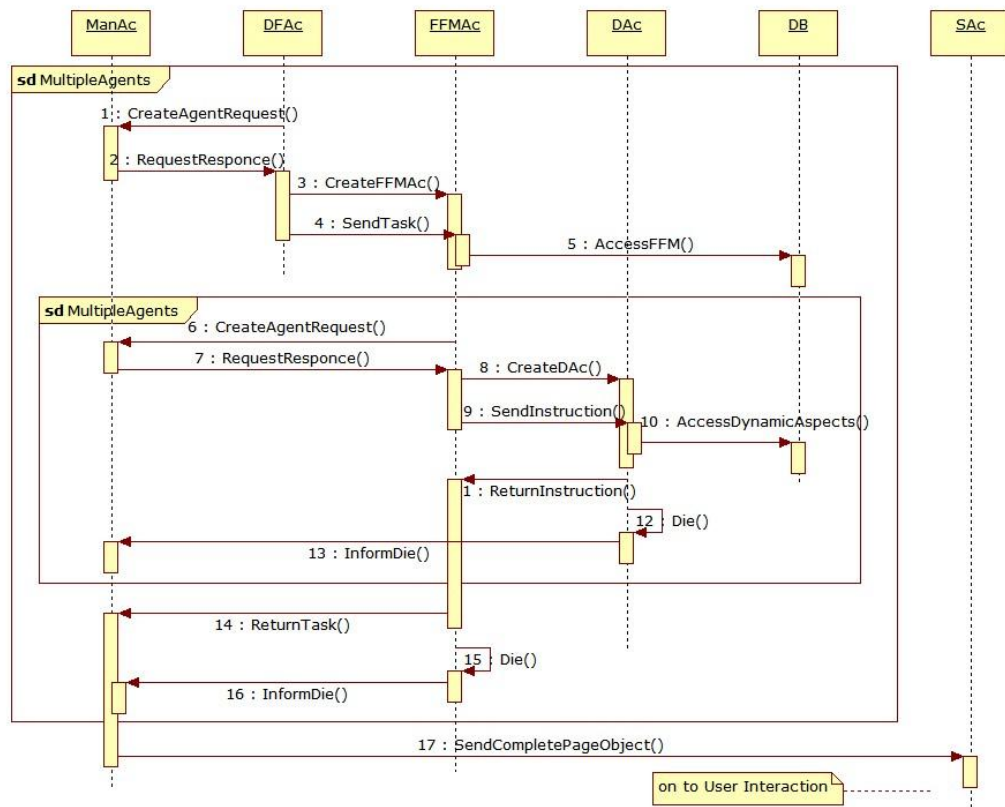 ManAc
DFAc
FFMAc
DAc
DB
SAc
sd MultipleAgents
1 : CreateAgentRequest()
2 : RequestResponce()
3 : CreateFFMAc()
4 : SendTask()
5 : AccessFFM()
sd MultipleAgents
6 : CreateAgentRequest()
7 : RequestResponce()
8 : CreateDAc()
9 : SendInstruction()
10 : AccessDynamicAspects()
1 : ReturnInstruction()
12 : Die()
13 : InformDie()
14 : ReturnTask()
15 : Die()
16 : InformDie()
17 : SendCompletePageObject()
on to User Interaction